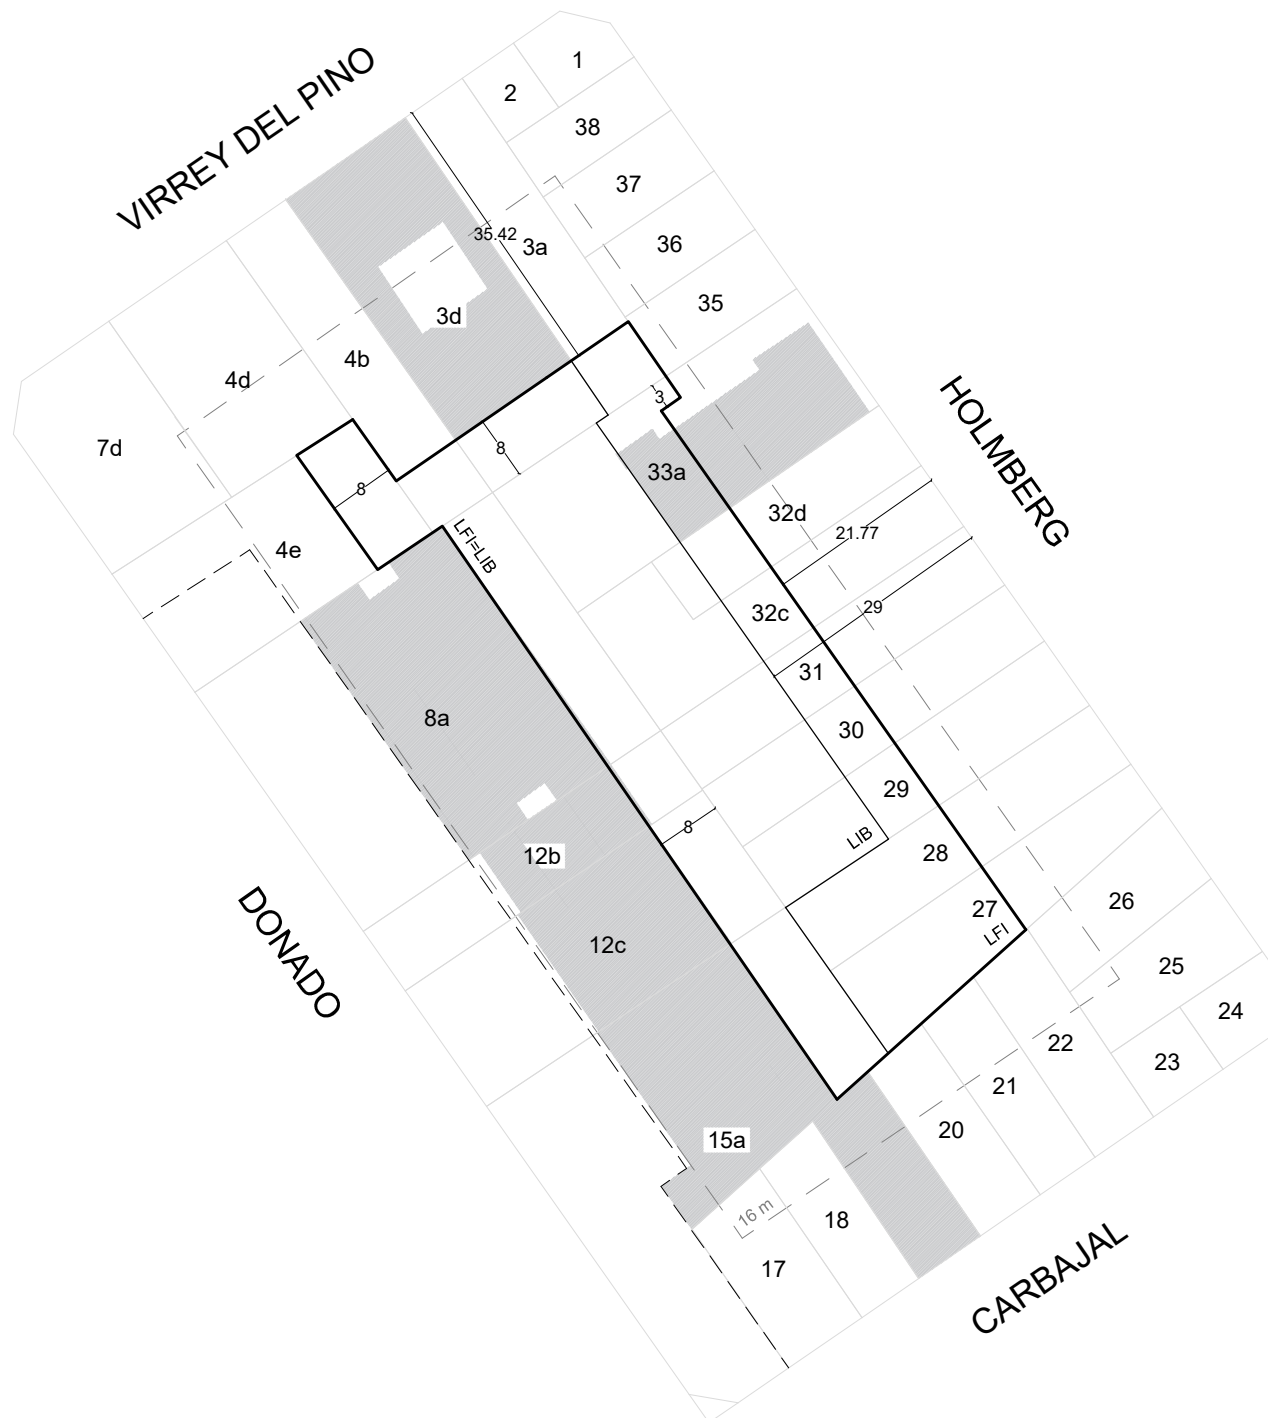 VIRREY DEL PINO
1
2
38
37
36
35
35.42
3a
3d
4b
4d
7d
3
8
8
4e
33a
HOLMBERG
32d
21.77
LFI=LIB
32c
29
31
8a
30
29
8
LIB
28
12b
27
LFI
26
12c
25
DONADO
24
22
23
21
20
15a
16 m
18
17
CARBAJAL